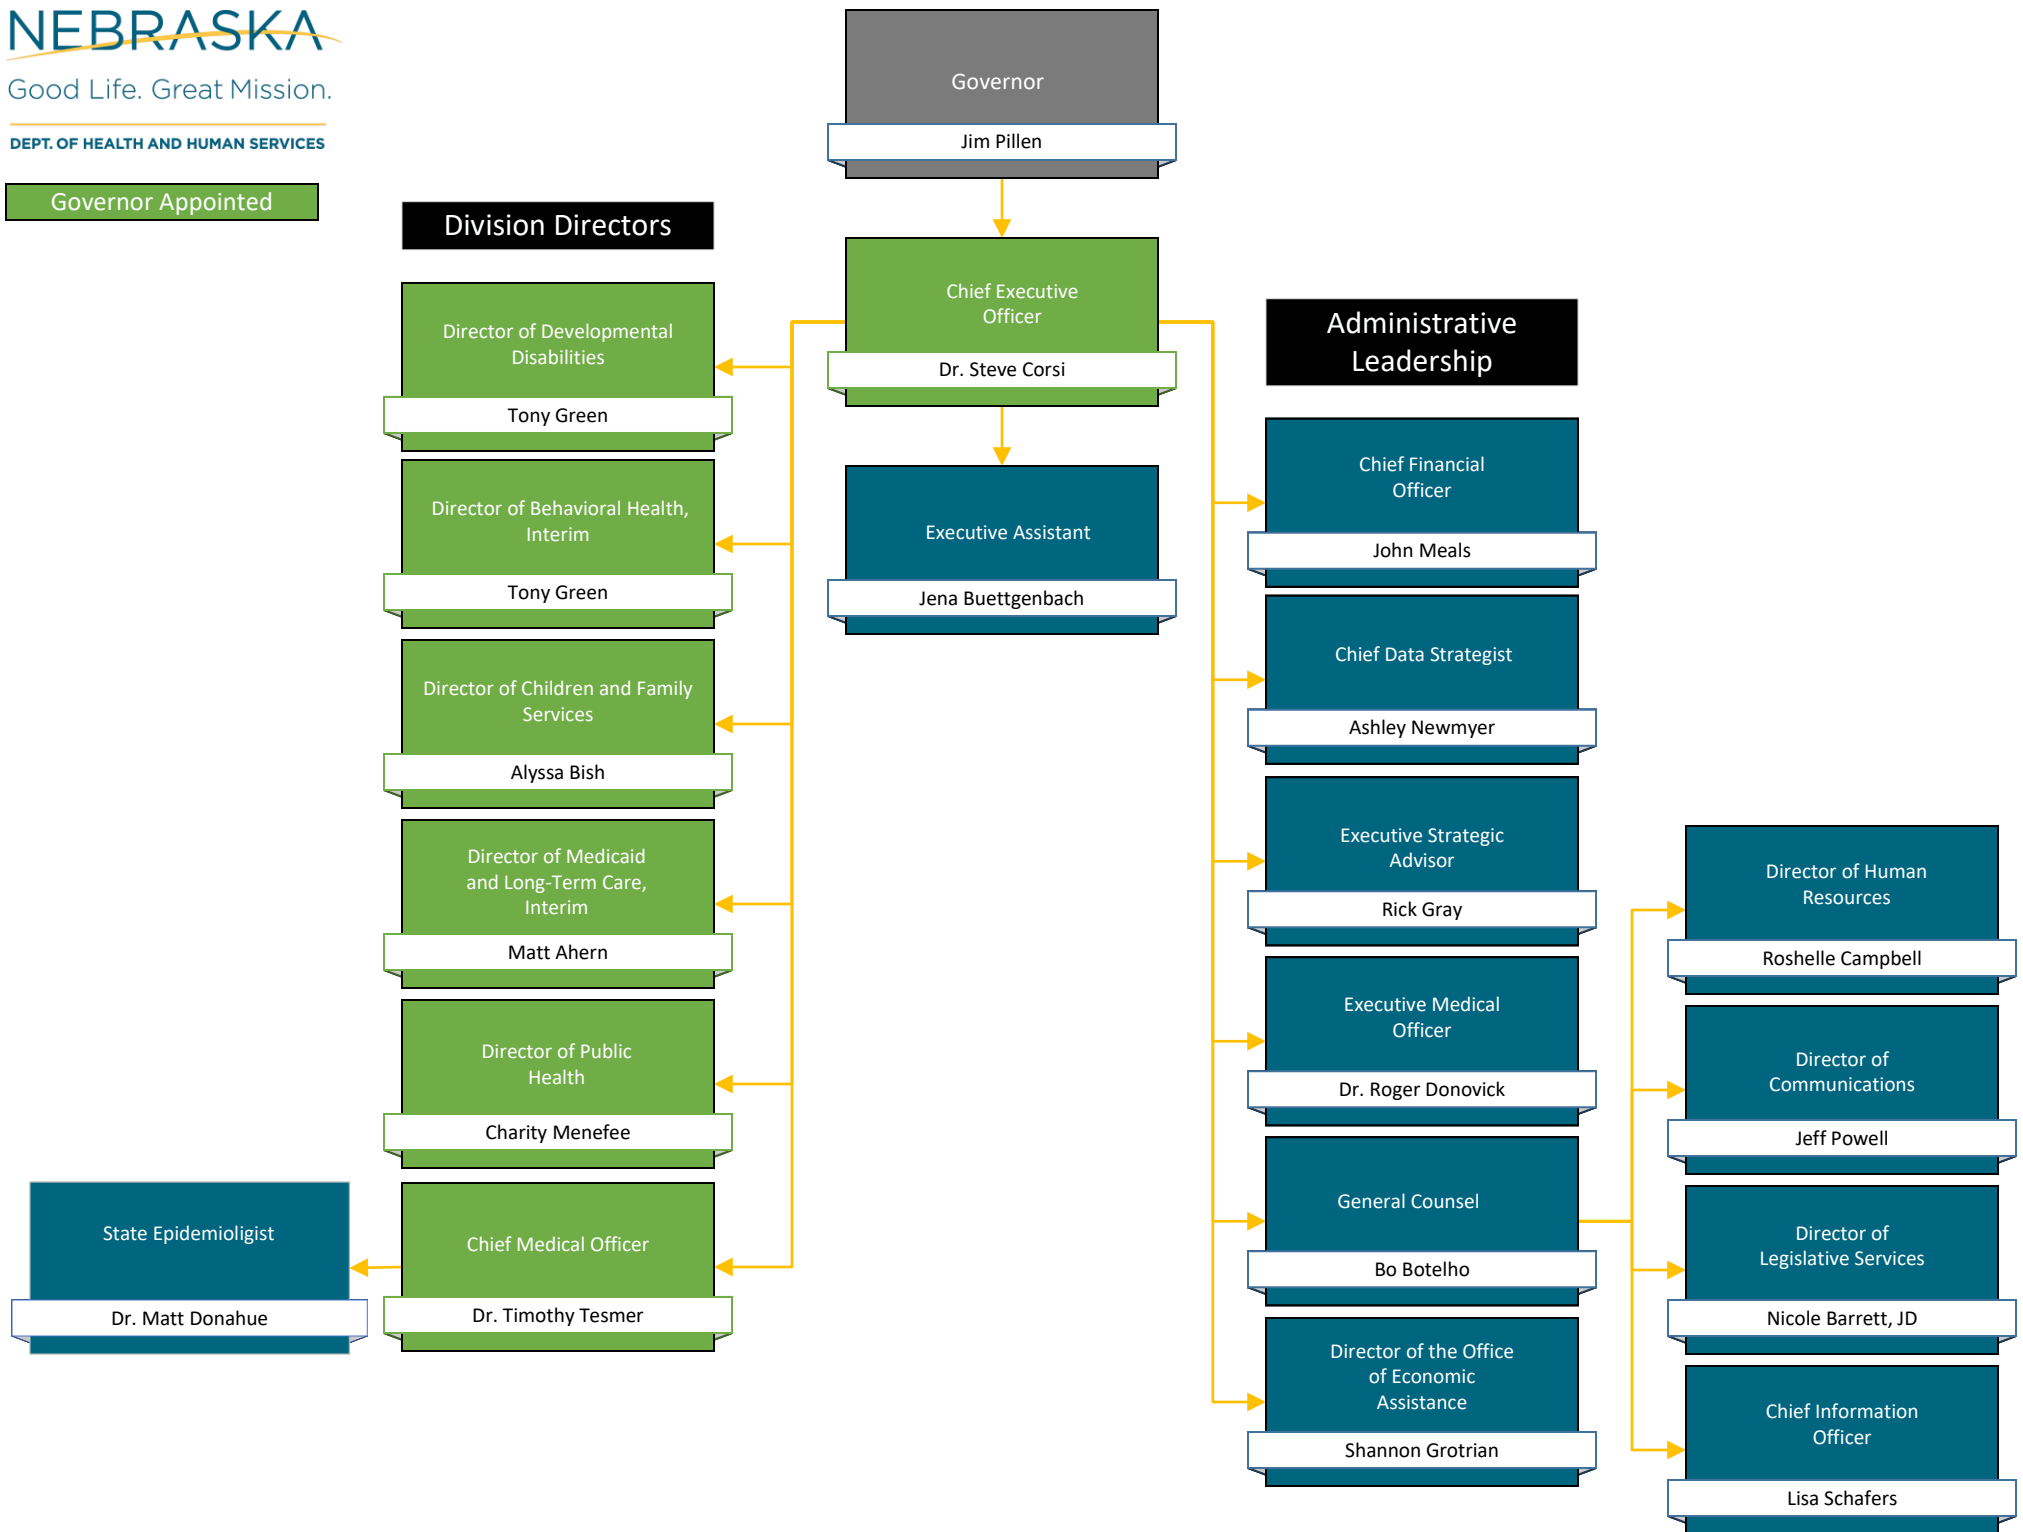 NEBRASKA
Good Life. Great Mission.
DEPT. OF HEALTH AND HUMAN SERVICES
Governor Appointed
Governor
Jim Pillen
Chief Executive
Officer
Dr. Steve Corsi
Executive Assistant
Jena Buettgenbach
Division Directors
Director of Developmental
Disabilities
Tony Green
Director of Behavioral Health,
Interim
Tony Green
Director of Children and Family
Services
Alyssa Bish
Director of Medicaid
and Long-Term Care,
Interim
Matt Ahern
Director of Public
Health
Charity Menefee
Chief Medical Officer
Dr. Timothy Tesmer
State Epidemioligist
Dr. Matt Donahue
Administrative
Leadership
Chief Financial
Officer
John Meals
Chief Data Strategist
Ashley Newmyer
Executive Strategic
Advisor
Rick Gray
Executive Medical
Officer
Dr. Roger Donovick
General Counsel
Bo Botelho
Director of the Office
of Economic
Assistance
Shannon Grotrian
Director of Human
Resources
Roshelle Campbell
Director of
Communications
Jeff Powell
Director of
Legislative Services
Nicole Barrett, JD
Chief Information
Officer
Lisa Schafers